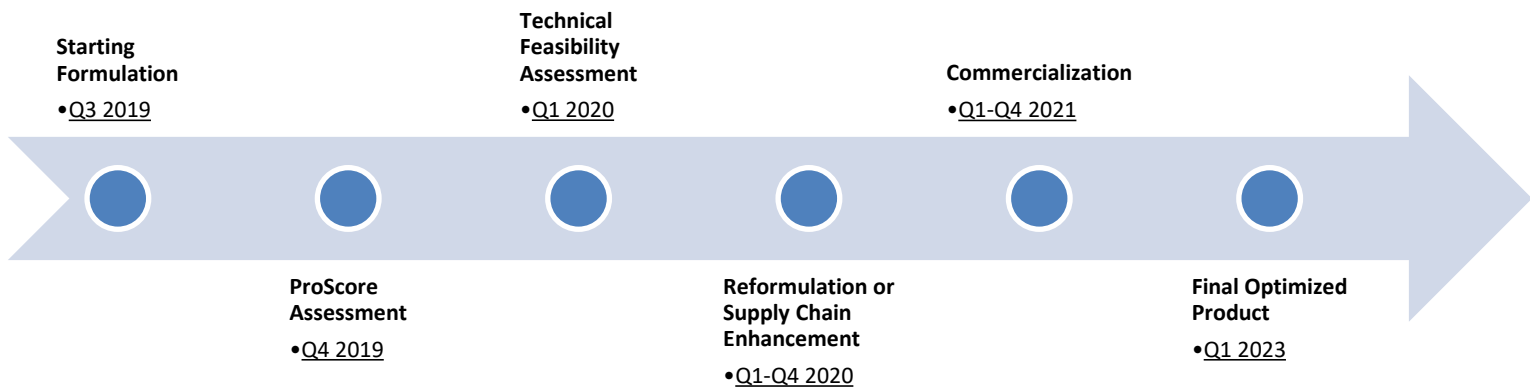 Starting
Formulation
•Q3 2019
ProScore
Assessment
•Q4 2019
Technical
Feasibility
Assessment
•Q1 2020
Reformulation or
Supply Chain
Enhancement
•Q1-Q4 2020
Commercialization
•Q1-Q4 2021
Final Optimized
Product
•Q1 2023